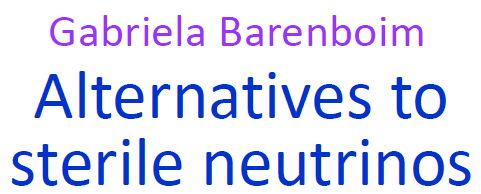 Gabriela Barenboim
Alternatives to
sterile neutrinos